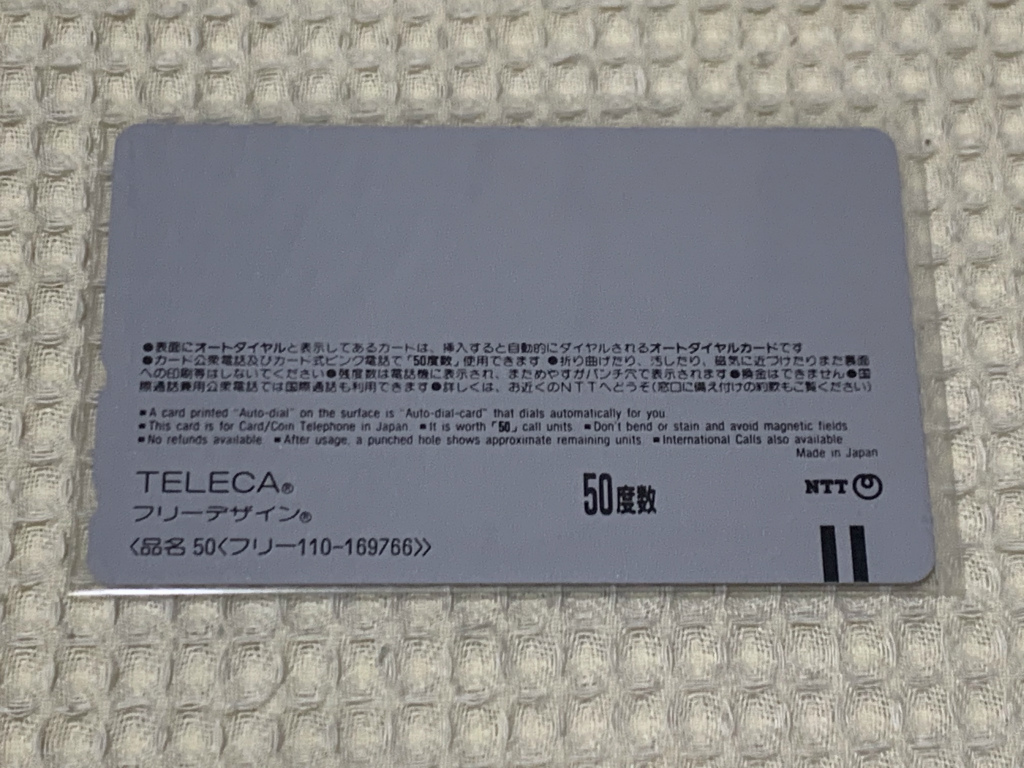 ●表面にオートダイヤルと表示してあるカードは、挿入すると自動的にダイヤルされるオートダイヤルカードです
●カード公衆電話及びカード式ピンク電話で「50度数」使用できます ●折り曲げたり、汚したり、磁気に近づけたりまた裏面
への印刷等はしないでください ●残度数は電話機に表示され、まためやすがパンチ穴で表示されます ●換金はできません ●国
際通話兼用公衆電話では国際通話も利用できます ●詳しくは、お近くのNTTへどうぞ(窓口に備え付けの約款もご覧ください)
■ A card printed "Auto-dial" on the surface is "Auto-dial-card" that dials automatically for you
■ This card is for Card/Coin Telephone in Japan ■ It is worth「50」call units ■ Don't bend or stain and avoid magnetic fields
■ No refunds available ■ After usage, a punched hole shows approximate remaining units ■ International Calls also available
Made in Japan
TELECA®
フリーデザイン®
50度数
NTT
〈品名 50〈フリー110-169766〉〉